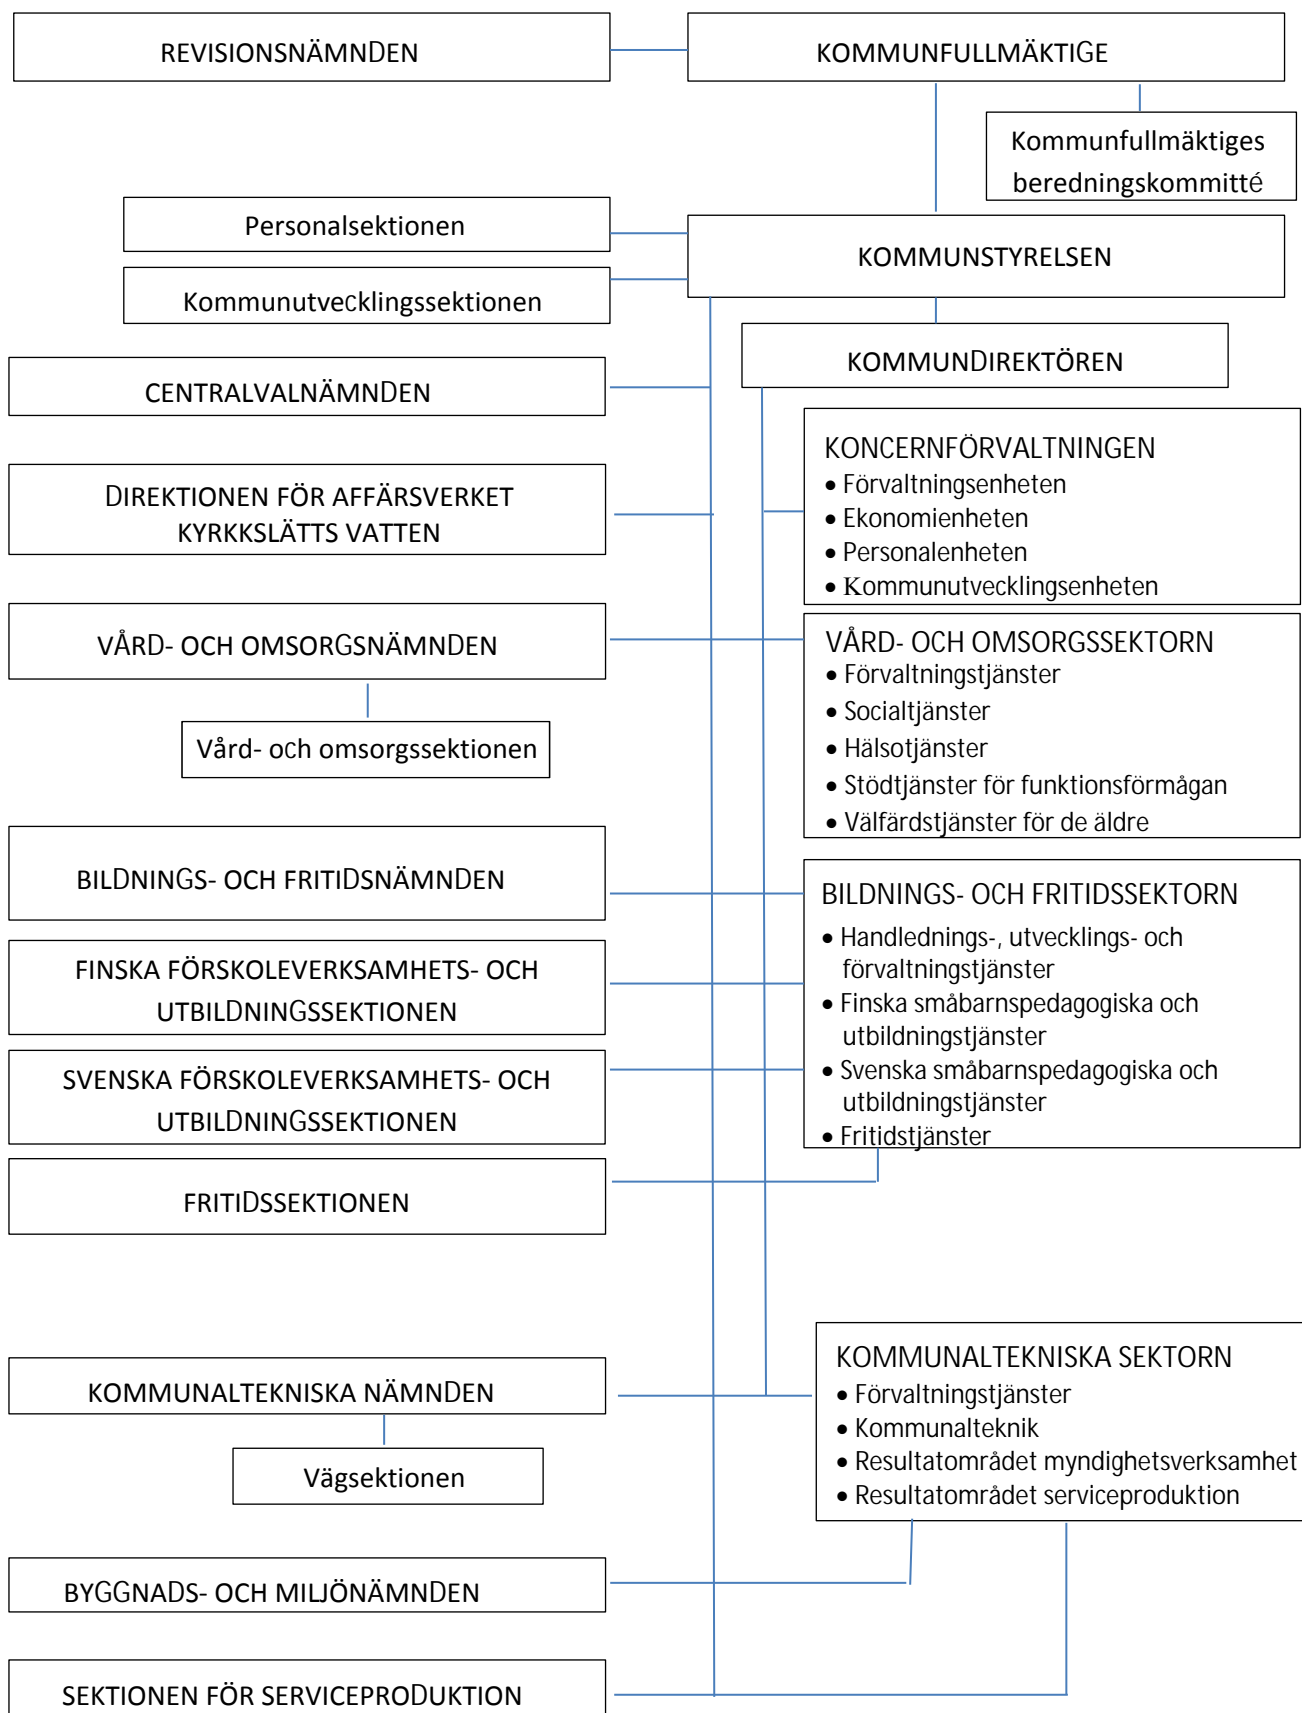 REVISIONSNÄMNDEN
KOMMUNFULLMÄKTIGE
Kommunfullmäktiges
beredningskommitté
Personalsektionen
KOMMUNSTYRELSEN
Kommunutvecklingssektionen
KOMMUNDIREKTÖREN
CENTRALVALNÄMNDEN
KONCERNFÖRVALTNINGEN
• Förvaltningsenheten
• Ekonomienheten
• Personalenheten
• Kommunutvecklingsenheten
DIREKTIONEN FÖR AFFÄRSVERKET
KYRKKSLÄTTS VATTEN
VÅRD- OCH OMSORGSNÄMNDEN
VÅRD- OCH OMSORGSSEKTORN
• Förvaltningstjänster
• Socialtjänster
• Hälsotjänster
• Stödtjänster för funktionsförmågan
• Välfärdstjänster för de äldre
Vård- och omsorgssektionen
BILDNINGS- OCH FRITIDSNÄMNDEN
BILDNINGS- OCH FRITIDSSEKTORN
• Handlednings-, utvecklings- och
förvaltningstjänster
• Finska småbarnspedagogiska och
utbildningstjänster
• Svenska småbarnspedagogiska och
utbildningstjänster
• Fritidstjänster
FINSKA FÖRSKOLEVERKSAMHETS- OCH
UTBILDNINGSSEKTIONEN
SVENSKA FÖRSKOLEVERKSAMHETS- OCH
UTBILDNINGSSEKTIONEN
FRITIDSSEKTIONEN
KOMMUNALTEKNISKA NÄMNDEN
KOMMUNALTEKNISKA SEKTORN
• Förvaltningstjänster
• Kommunalteknik
• Resultatområdet myndighetsverksamhet
• Resultatområdet serviceproduktion
Vägsektionen
BYGGNADS- OCH MILJÖNÄMNDEN
SEKTIONEN FÖR SERVICEPRODUKTION